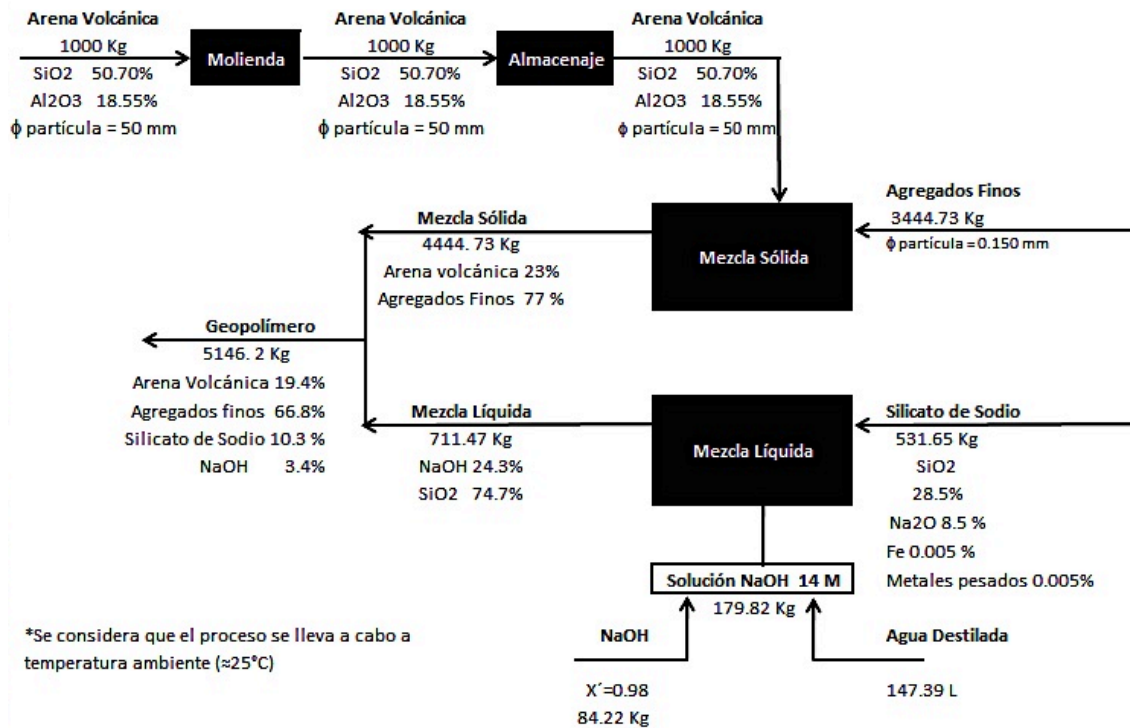 Arena Volcánica
1000 Kg
SiO2 50.70%
Al2O3 18.55%
ϕ partícula = 50 mm
Molienda
Arena Volcánica
1000 Kg
SiO2 50.70%
Al2O3 18.55%
ϕ partícula = 50 mm
Almacenaje
Arena Volcánica
1000 Kg
SiO2 50.70%
Al2O3 18.55%
ϕ partícula = 50 mm
Agregados Finos
3444.73 Kg
ϕ partícula = 0.150 mm
Mezcla Sólida
Mezcla Sólida
4444. 73 Kg
Arena volcánica 23%
Agregados Finos 77 %
Geopolímero
5146. 2 Kg
Arena Volcánica 19.4%
Agregados finos 66.8%
Silicato de Sodio 10.3 %
NaOH 3.4%
Mezcla Líquida
711.47 Kg
NaOH 24.3%
SiO2 74.7%
Mezcla Líquida
Silicato de Sodio
531.65 Kg
SiO2
28.5%
Na2O 8.5 %
Fe 0.005 %
Metales pesados 0.005%
Solución NaOH 14 M
179.82 Kg
NaOH
X´=0.98
84.22 Kg
Agua Destilada
147.39 L
*Se considera que el proceso se lleva a cabo a
temperatura ambiente (≈25°C)